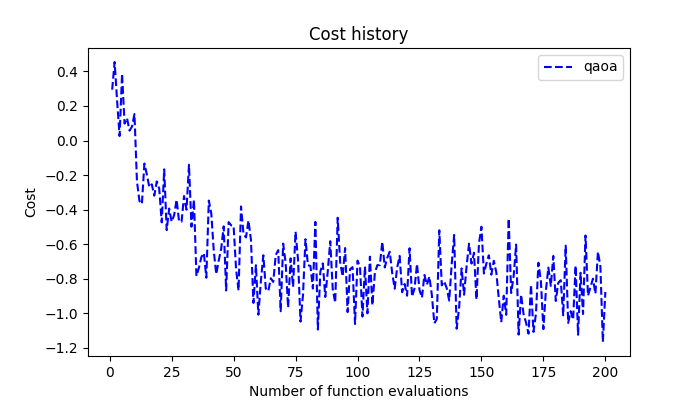 Cost history
qaoa
Cost
0.4
0.2
0.0
−0.2
−0.4
−0.6
−0.8
−1.0
−1.2
0 25 50 75 100 125 150 175 200
Number of function evaluations